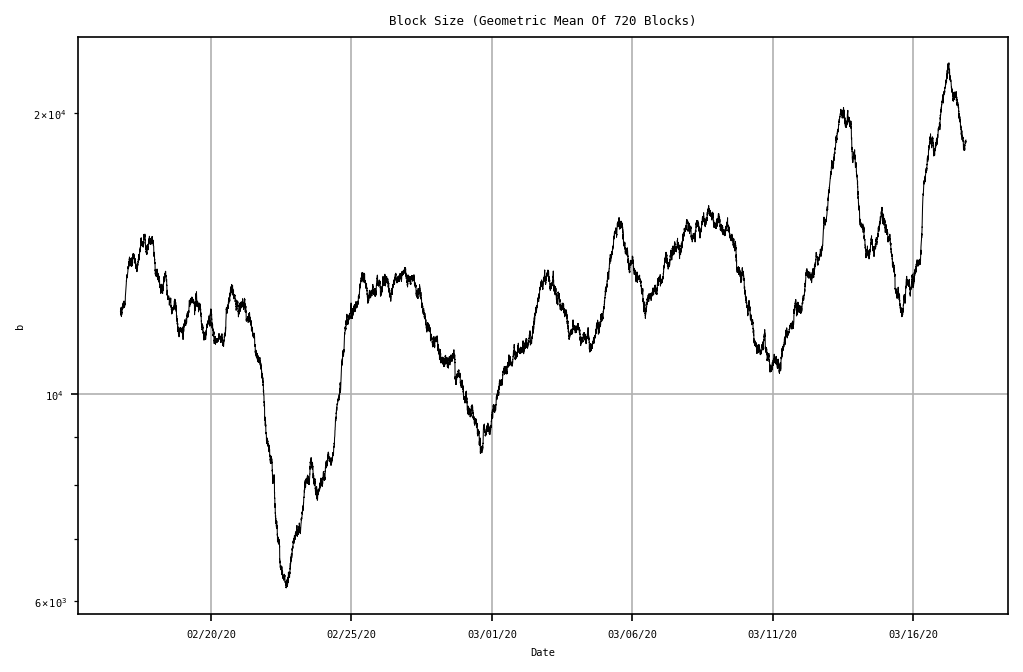 Block Size (Geometric Mean Of 720 Blocks)
2×10⁴
b
10⁴
6×10³
02/20/20 02/25/20 03/01/20 03/06/20 03/11/20 03/16/20
Date